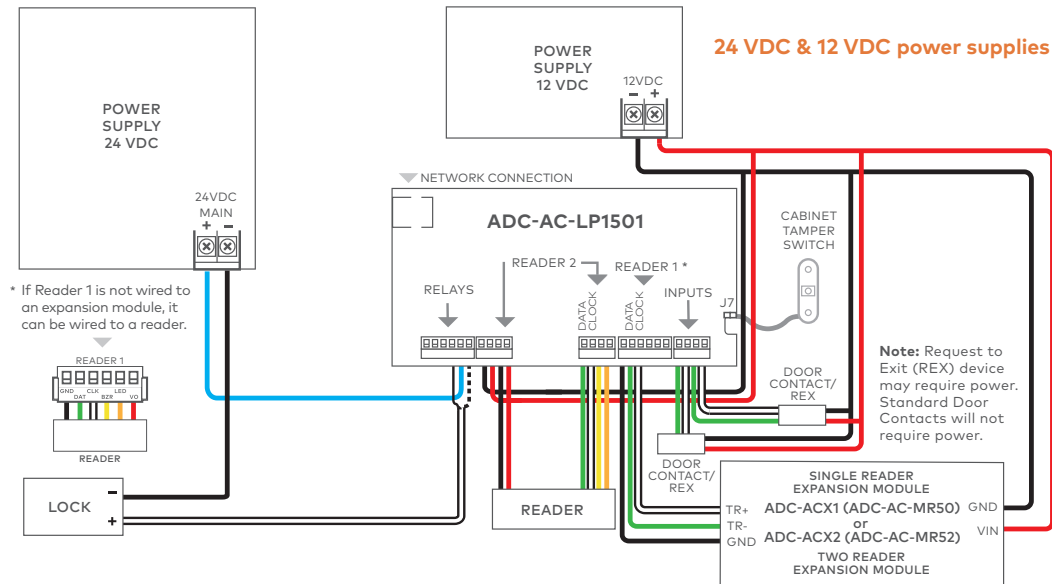 24 VDC & 12 VDC power supplies
POWER
SUPPLY
24 VDC
24VDC
MAIN
+ −
POWER
SUPPLY
12 VDC
12VDC
− +
NETWORK CONNECTION
ADC-AC-LP1501
RELAYS
READER 2
READER 1 *
INPUTS
DATA
CLOCK
DATA
CLOCK
J7
CABINET
TAMPER
SWITCH
* If Reader 1 is not wired to
an expansion module, it
can be wired to a reader.
READER 1
GND DAT CLK BZR LED VO
READER
LOCK
−
+
READER
DOOR
CONTACT/
REX
DOOR
CONTACT/
REX
Note: Request to
Exit (REX) device
may require power.
Standard Door
Contacts will not
require power.
SINGLE READER
EXPANSION MODULE
TR+ ADC-ACX1 (ADC-AC-MR50) GND
TR- or VIN
GND ADC-ACX2 (ADC-AC-MR52)
TWO READER
EXPANSION MODULE